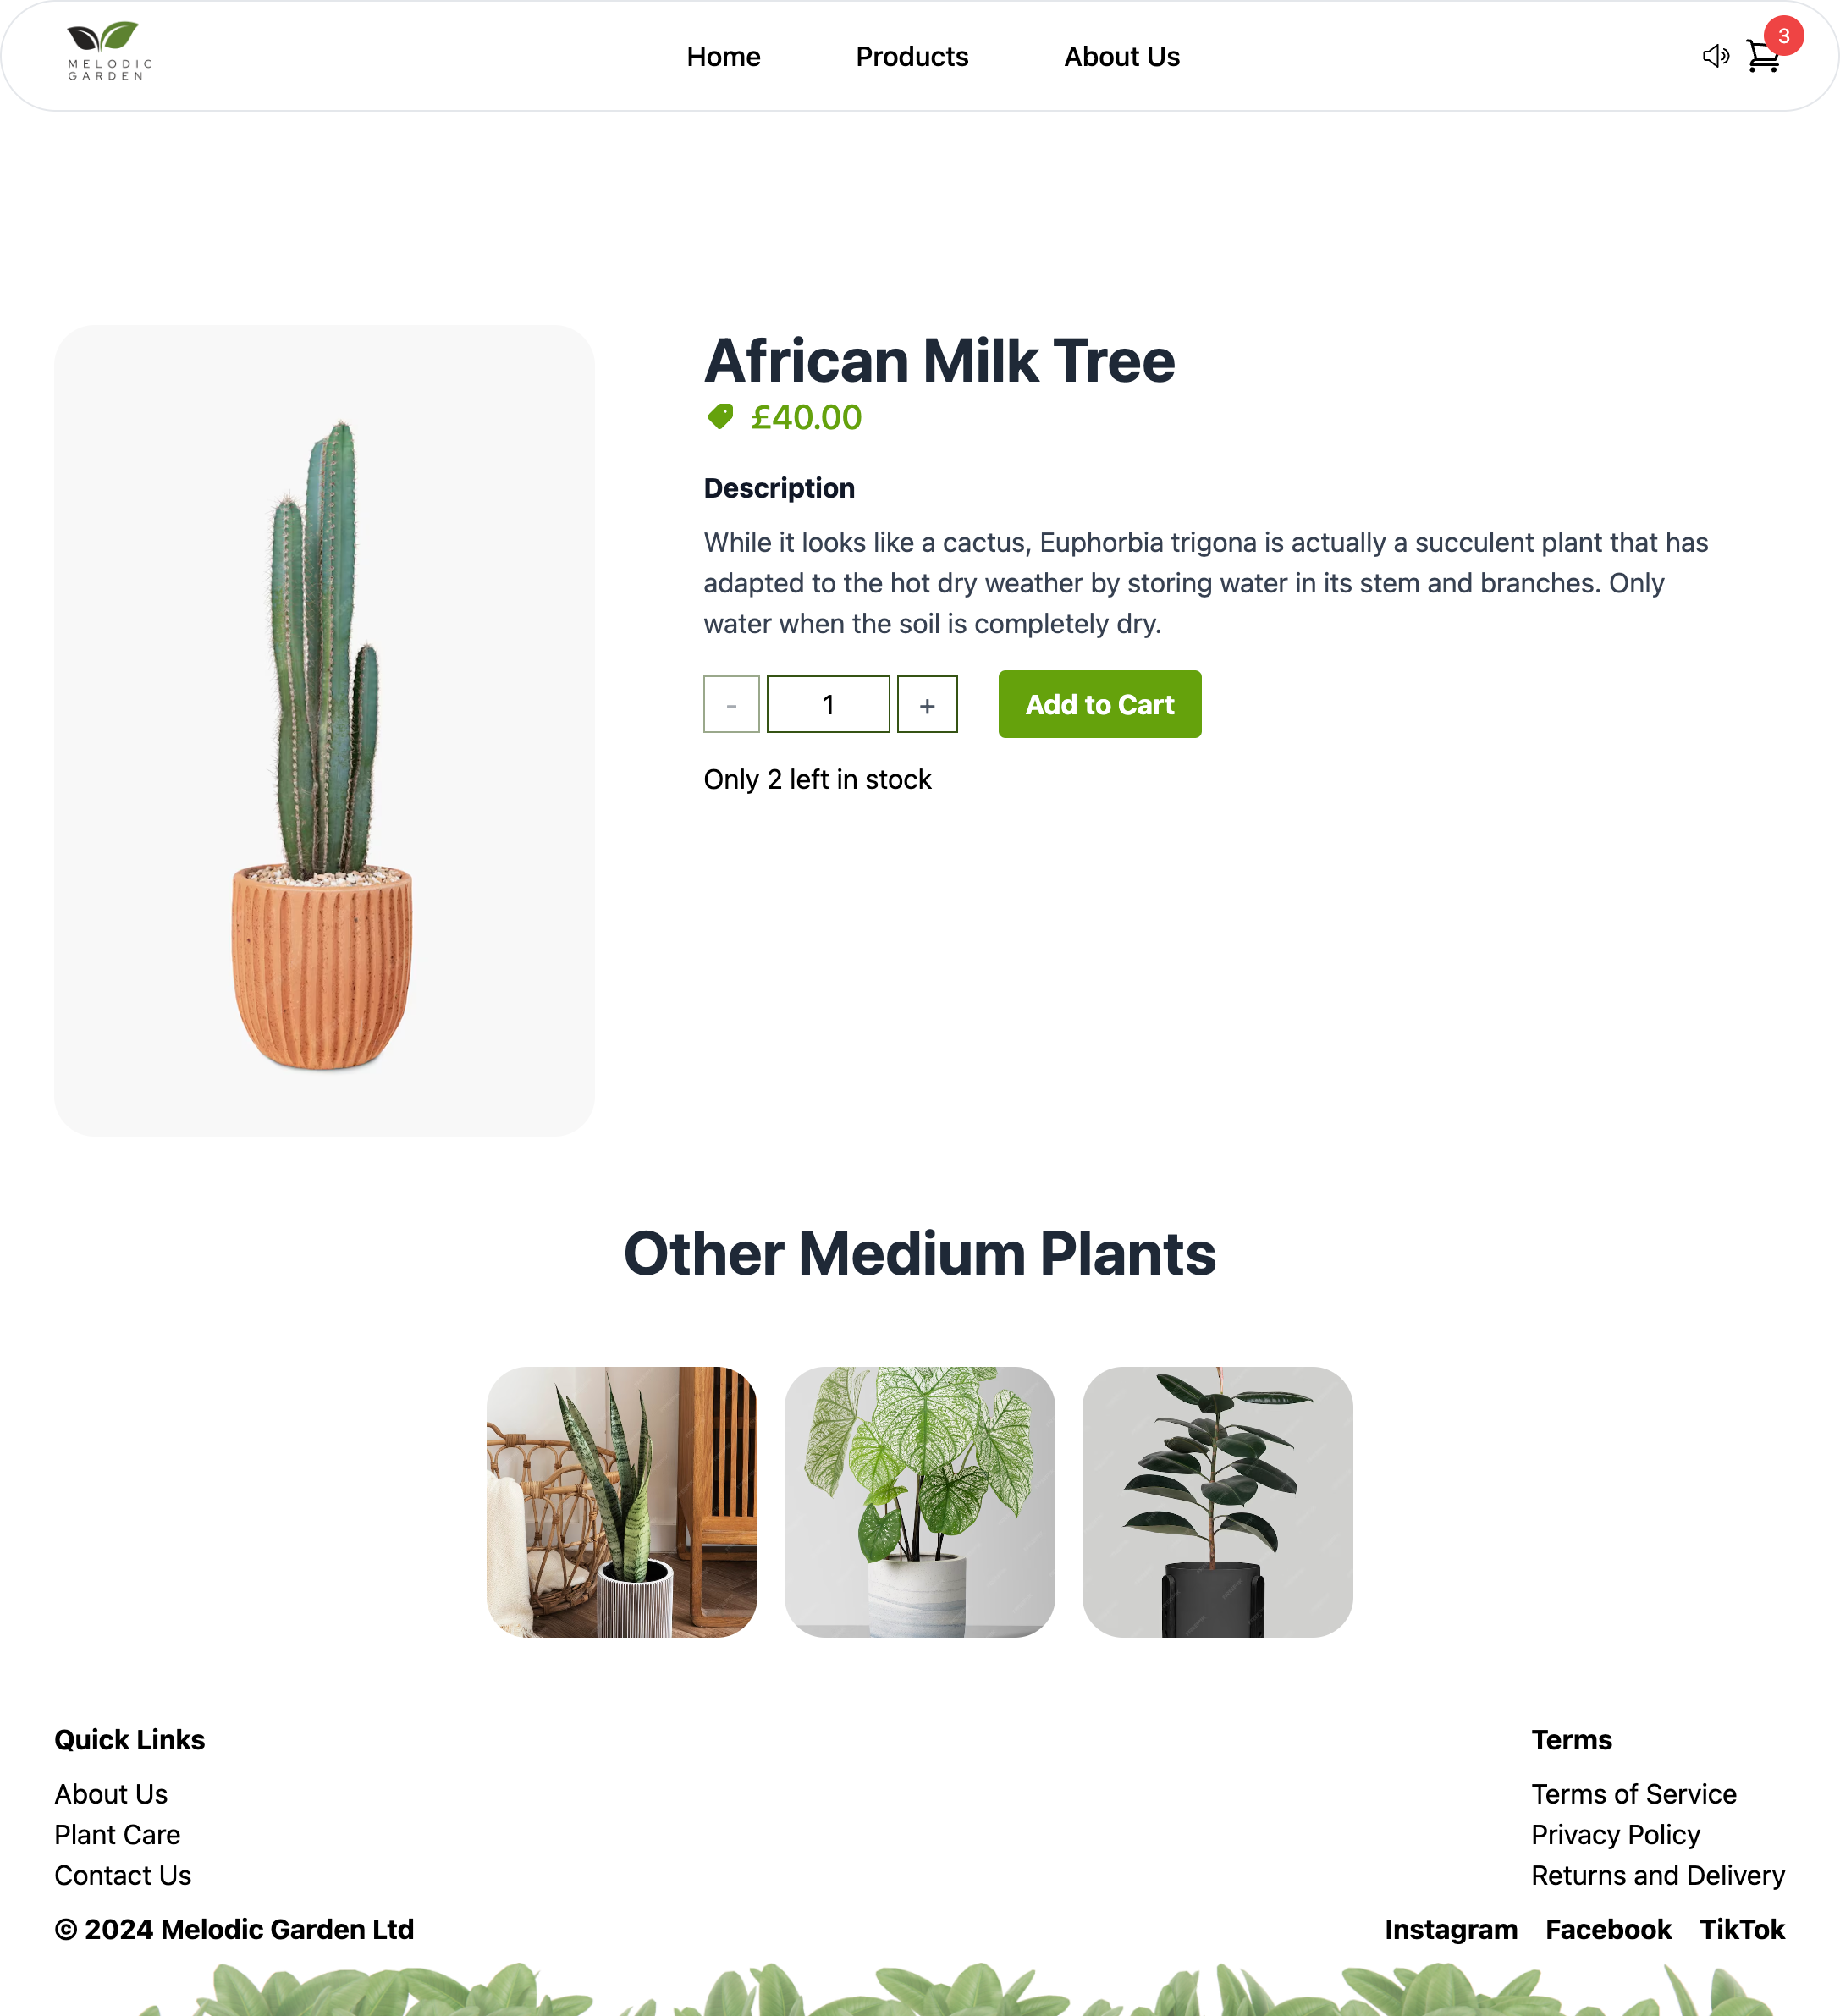 MELODIC
GARDEN
Home
Products
About Us
3
African Milk Tree
£40.00
Description
While it looks like a cactus, Euphorbia trigona is actually a succulent plant that has
adapted to the hot dry weather by storing water in its stem and branches. Only
water when the soil is completely dry.
-
1
+
Add to Cart
Only 2 left in stock
Other Medium Plants
Quick Links
About Us
Plant Care
Contact Us
Terms
Terms of Service
Privacy Policy
Returns and Delivery
© 2024 Melodic Garden Ltd
Instagram
Facebook
TikTok